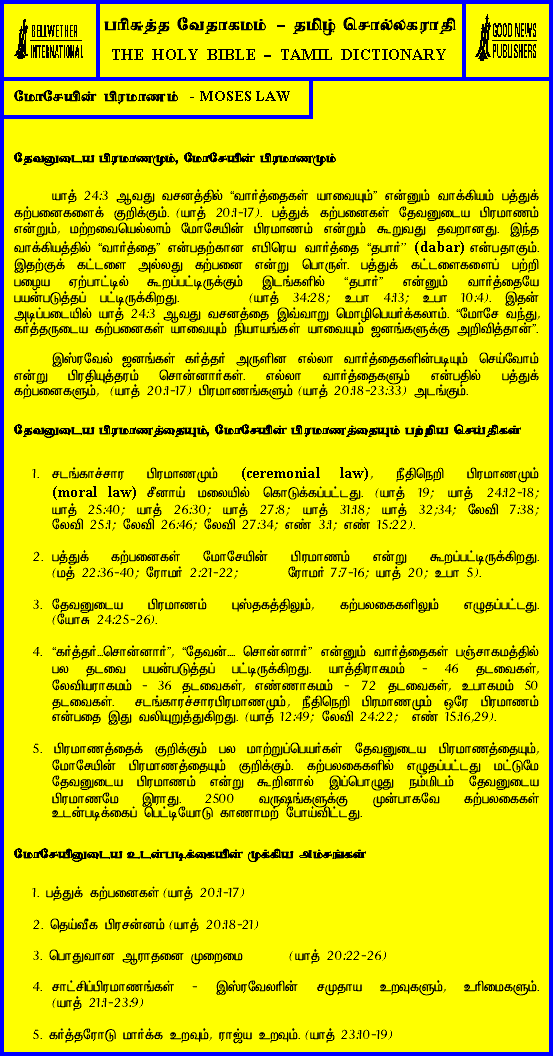 BELLWETHER
INTERNATIONAL
பரிசுத்த வேதாகமம் – தமிழ் சொல்லகராதி
THE HOLY BIBLE – TAMIL DICTIONARY
GOOD NEWS
PUBLISHERS
மோசேயின் பிரமாணம் - MOSES LAW
தேவனுடைய பிரமாணமும், மோசேயின் பிரமாணமும்
யாத் 24:3 ஆவது வசனத்தில் “வார்த்தைகள் யாவையும்” என்னும் வாக்கியம் பத்துக்
கற்பனைகளைக் குறிக்கும். (யாத் 20:1-17). பத்துக் கற்பனைகள் தேவனுடைய பிரமாணம்
என்றும், மற்றவையெல்லாம் மோசேயின் பிரமாணம் என்றும் கூறுவது தவறானது. இந்த
வாக்கியத்தில் “வார்த்தை” என்பதற்கான எபிரெய வார்த்தை “தபார்” (dabar) என்பதாகும்.
இதற்குக் கட்டளை அல்லது கற்பனை என்று பொருள். பத்துக் கட்டளைகளைப் பற்றி
பழைய ஏற்பாட்டில் கூறப்பட்டிருக்கும் இடங்களில் “தபார்” என்னும் வார்த்தையே
பயன்படுத்தப் பட்டிருக்கிறது. (யாத் 34:28; உபா 4:13; உபா 10:4). இதன்
அடிப்படையில் யாத் 24:3 ஆவது வசனத்தை இவ்வாறு மொழிபெயர்க்கலாம். “மோசே வந்து,
கர்த்தருடைய கற்பனைகள் யாவையும் நியாயங்கள் யாவையும் ஜனங்களுக்கு அறிவித்தான்”.
இஸ்ரவேல் ஜனங்கள் கர்த்தர் அருளின எல்லா வார்த்தைகளின்படியும் செய்வோம்
என்று பிரதியுத்தரம் சொன்னார்கள். எல்லா வார்த்தைகளும் என்பதில் பத்துக்
கற்பனைகளும், (யாத் 20:1-17) பிரமாணங்களும் (யாத் 20:18-23:33) அடங்கும்.
தேவனுடைய பிரமாணத்தையும், மோசேயின் பிரமாணத்தையும் பற்றிய செய்திகள்
1. சடங்காச்சார பிரமாணமும் (ceremonial law), நீதிநெறி பிரமாணமும்
(moral law) சீனாய் மலையில் கொடுக்கப்பட்டது. (யாத் 19; யாத் 24:12-18;
யாத் 25:40; யாத் 26:30; யாத் 27:8; யாத் 31:18; யாத் 32;34; லேவி 7:38;
லேவி 25:1; லேவி 26:46; லேவி 27:34; எண் 3:1; எண் 15:22).
2. பத்துக் கற்பனைகள் மோசேயின் பிரமாணம் என்று கூறப்பட்டிருக்கிறது.
(மத் 22:36-40; ரோமர் 2:21-22; ரோமர் 7:7-16; யாத் 20; உபா 5).
3. தேவனுடைய பிரமாணம் புஸ்தகத்திலும், கற்பலகைகளிலும் எழுதப்பட்டது.
(யோசு 24:25-26).
4. “கர்த்தர்...சொன்னார்”, “தேவன்.... சொன்னார்” என்னும் வார்த்தைகள் பஞ்சாகமத்தில்
பல தடவை பயன்படுத்தப் பட்டிருக்கிறது. யாத்திராகமம் - 46 தடவைகள்,
லேவியராகமம் - 36 தடவைகள், எண்ணாகமம் - 72 தடவைகள், உபாகமம் 50
தடவைகள். சடங்காரச்சாரபிரமாணமும், நீதிநெறி பிரமாணமும் ஒரே பிரமாணம்
என்பதை இது வலியுறுத்துகிறது. (யாத் 12:49; லேவி 24:22; எண் 15:16,29).
5. பிரமாணத்தைக் குறிக்கும் பல மாற்றுப்பெயர்கள் தேவனுடைய பிரமாணத்தையும்,
மோசேயின் பிரமாணத்தையும் குறிக்கும். கற்பலகைகளில் எழுதப்பட்டது மட்டுமே
தேவனுடைய பிரமாணம் என்று கூறினால் இப்பொழுது நம்மிடம் தேவனுடைய
பிரமாணமே இராது. 2500 வருஷங்களுக்கு முன்பாகவே கற்பலகைகள்
உடன்படிக்கைப் பெட்டியோடு காணாமற் போய்விட்டது.
மோசேயினுடைய உடன்படிக்கையின் முக்கிய அம்சங்கள்
1. பத்துக் கற்பனைகள் (யாத் 20:1-17)
2. தெய்வீக பிரசன்னம் (யாத் 20:18-21)
3. பொதுவான ஆராதனை முறைமை (யாத் 20:22-26)
4. சாட்சிப்பிரமாணங்கள் - இஸ்ரவேலரின் சமுதாய உறவுகளும், உரிமைகளும்.
(யாத் 21:1-23:9)
5. கர்த்தரோடு மார்க்க உறவும், ராஜ்ய உறவும். (யாத் 23:10-19)